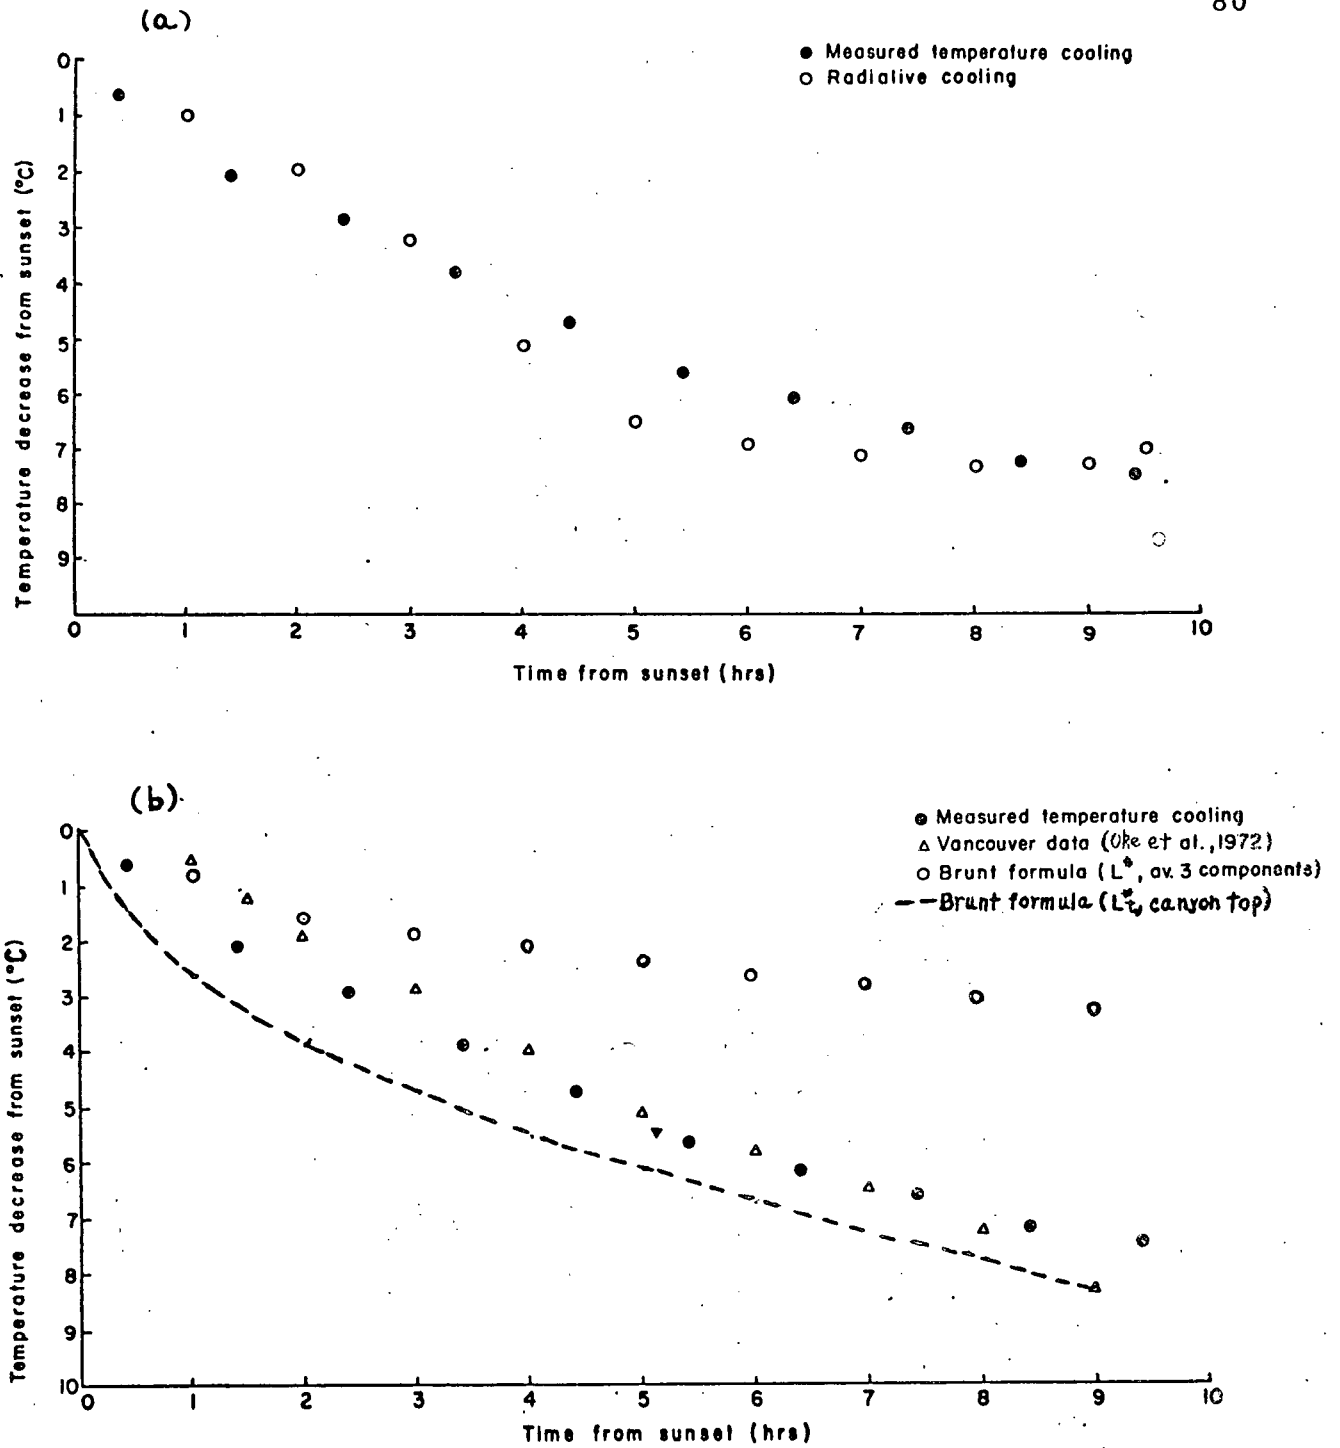 80
(a)
● Measured temperature cooling
○ Radiative cooling
0
1
2
3
4
5
6
7
8
9
Temperature decrease from sunset (°C)
0 1 2 3 4 5 6 7 8 9 10
Time from sunset (hrs)
(b)
● Measured temperature cooling
△ Vancouver data (Oke et al., 1972)
○ Brunt formula (L*, av. 3 components)
--- Brunt formula (L*t, canyon top)
0
1
2
3
4
5
6
7
8
9
10
Temperature decrease from sunset (°C)
0 1 2 3 4 5 6 7 8 9 10
Time from sunset (hrs)